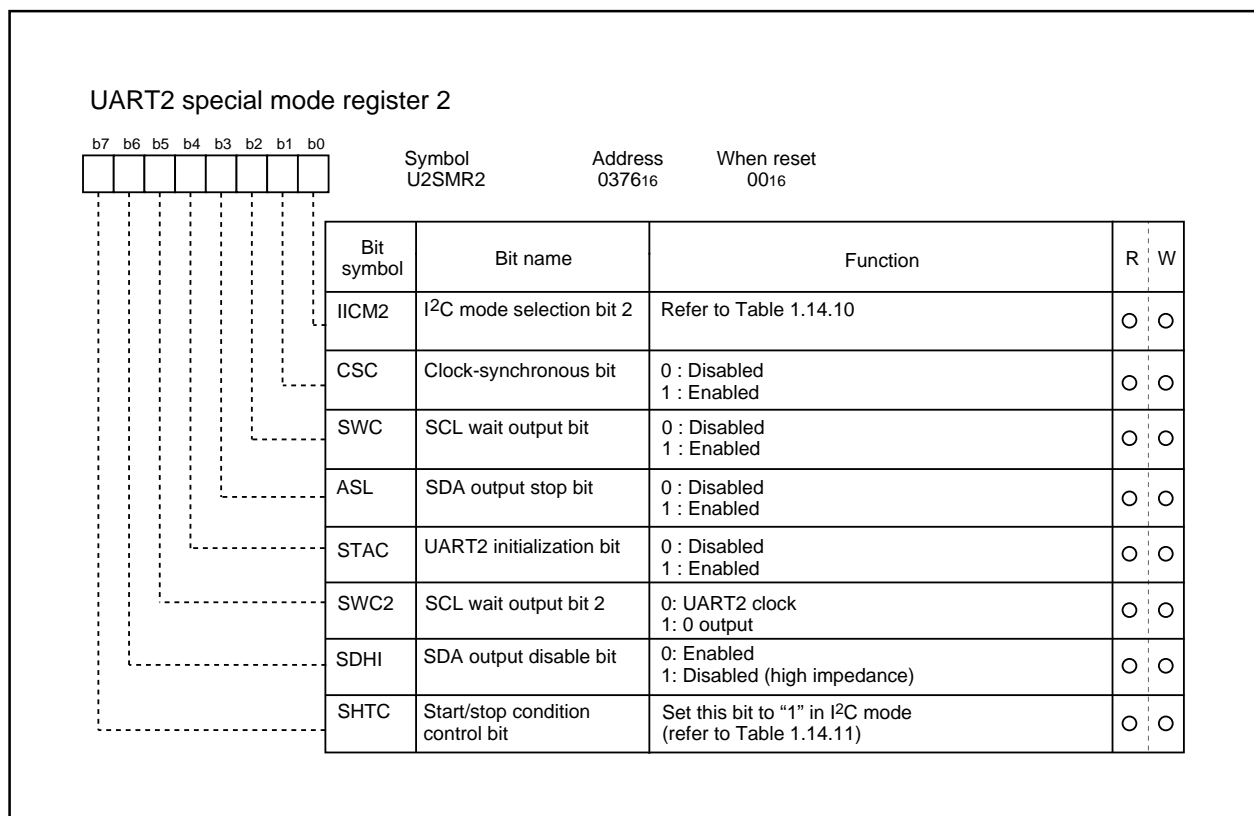 UART2 special mode register 2
b7 b6 b5 b4 b3 b2 b1 b0
Symbol Address When reset
U2SMR2 037616 0016
Bit symbol Bit name Function R W
IICM2 I2C mode selection bit 2 Refer to Table 1.14.10
CSC Clock-synchronous bit 0 : Disabled
1 : Enabled
SWC SCL wait output bit 0 : Disabled
1 : Enabled
ASL SDA output stop bit 0 : Disabled
1 : Enabled
STAC UART2 initialization bit 0 : Disabled
1 : Enabled
SWC2 SCL wait output bit 2 0: UART2 clock
1: 0 output
SDHI SDA output disable bit 0: Enabled
1: Disabled (high impedance)
SHTC Start/stop condition Set this bit to “1” in I2C mode
control bit (refer to Table 1.14.11)